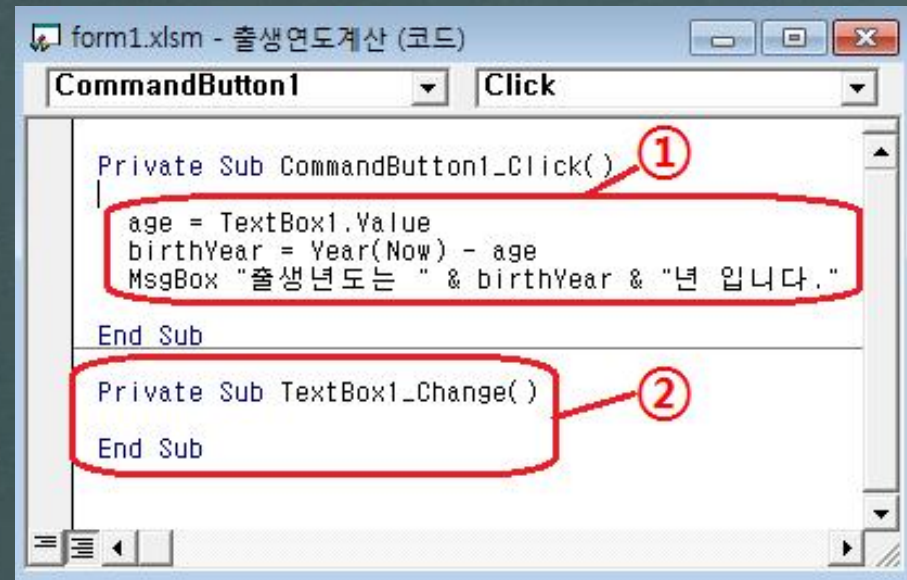 form1.xlsm - 출생연도계산 (코드)
CommandButton1 Click
Private Sub CommandButton1_Click()
①
age = TextBox1.Value
birthYear = Year(Now) - age
MsgBox "출생년도는 " & birthYear & "년 입니다."
End Sub
Private Sub TextBox1_Change()
②
End Sub